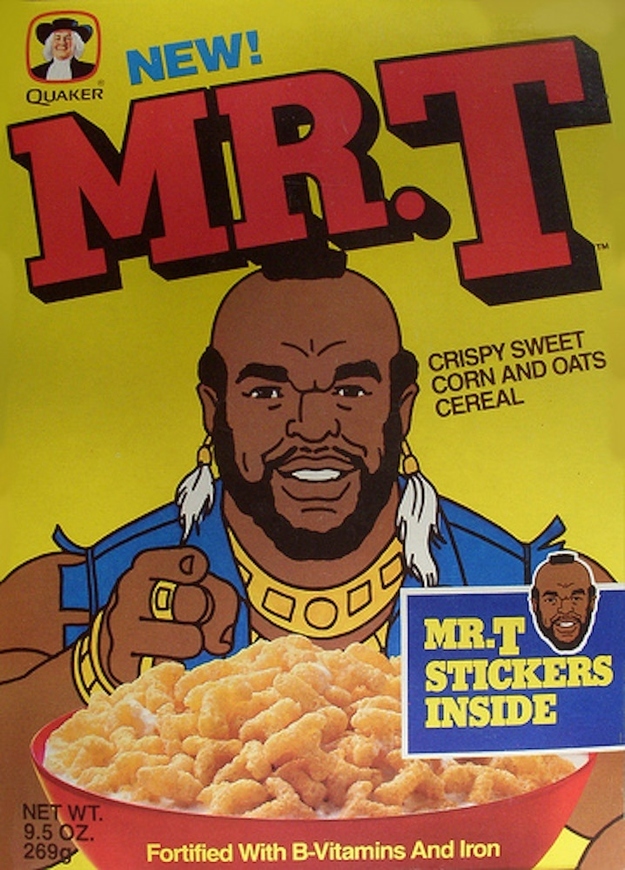 QUAKER®
NEW!
MR.T™
CRISPY SWEET
CORN AND OATS
CEREAL
MR.T
STICKERS
INSIDE
NET WT.
9.5 OZ.
269g
Fortified With B-Vitamins And Iron